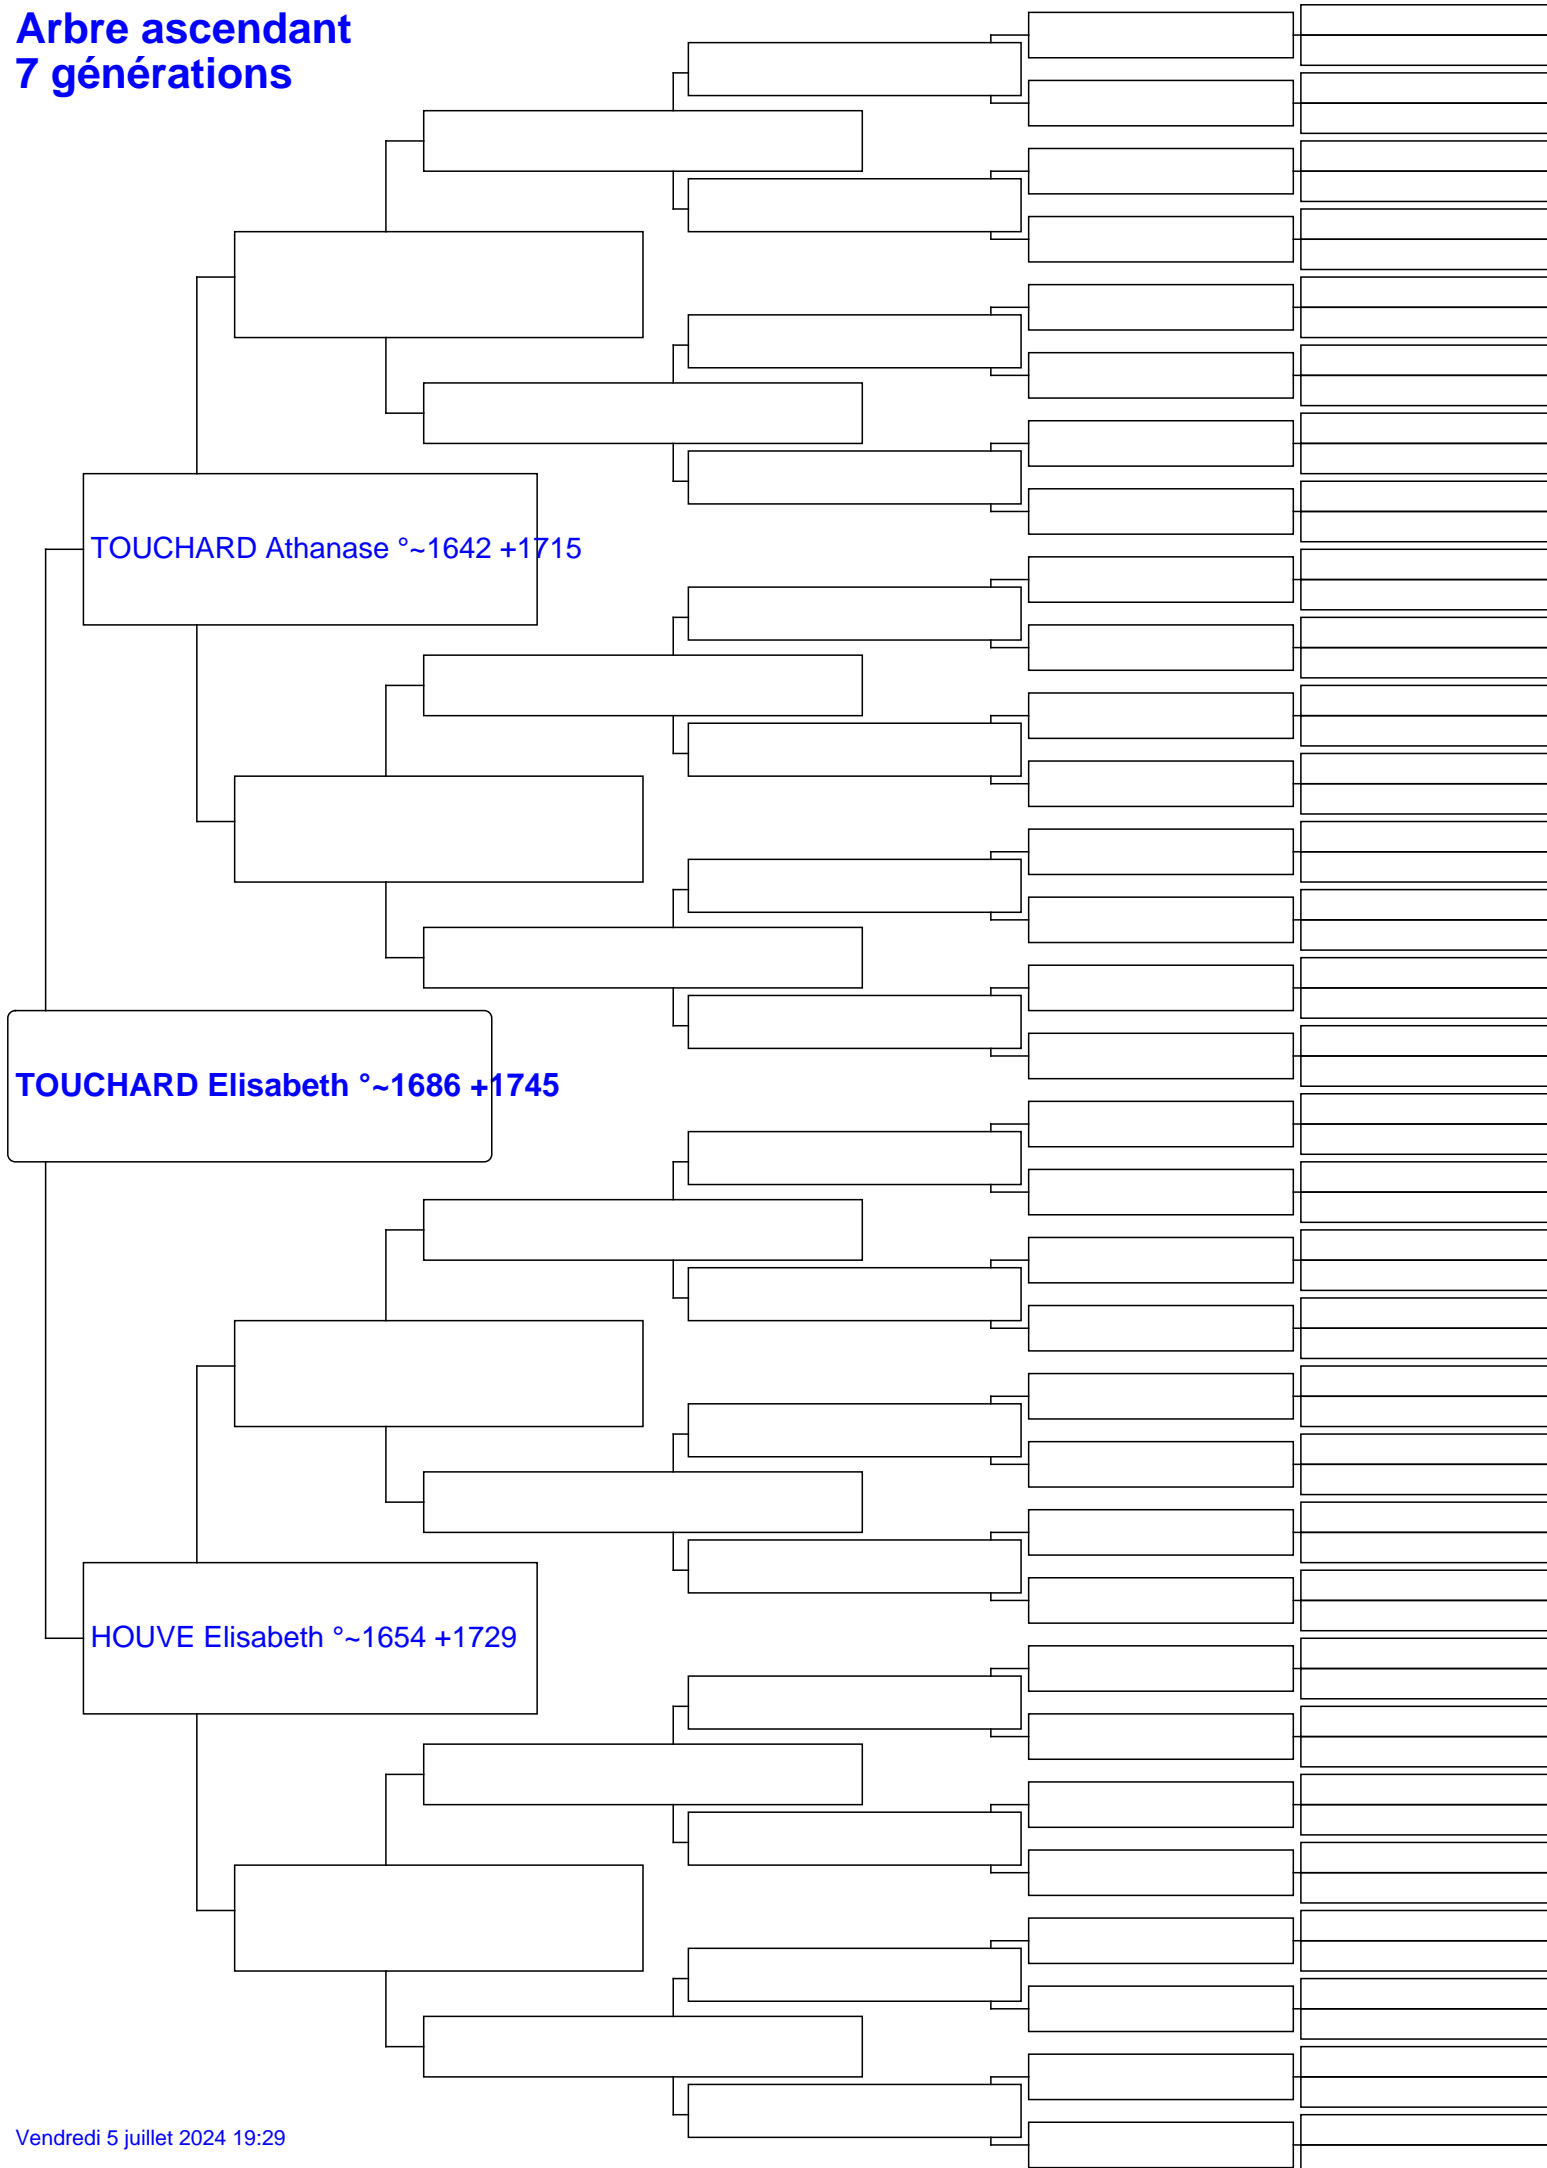 Arbre ascendant
7 générations
TOUCHARD Athanase °~1642 +1715
TOUCHARD Elisabeth °~1686 +1745
HOUVE Elisabeth °~1654 +1729
Vendredi 5 juillet 2024 19:29